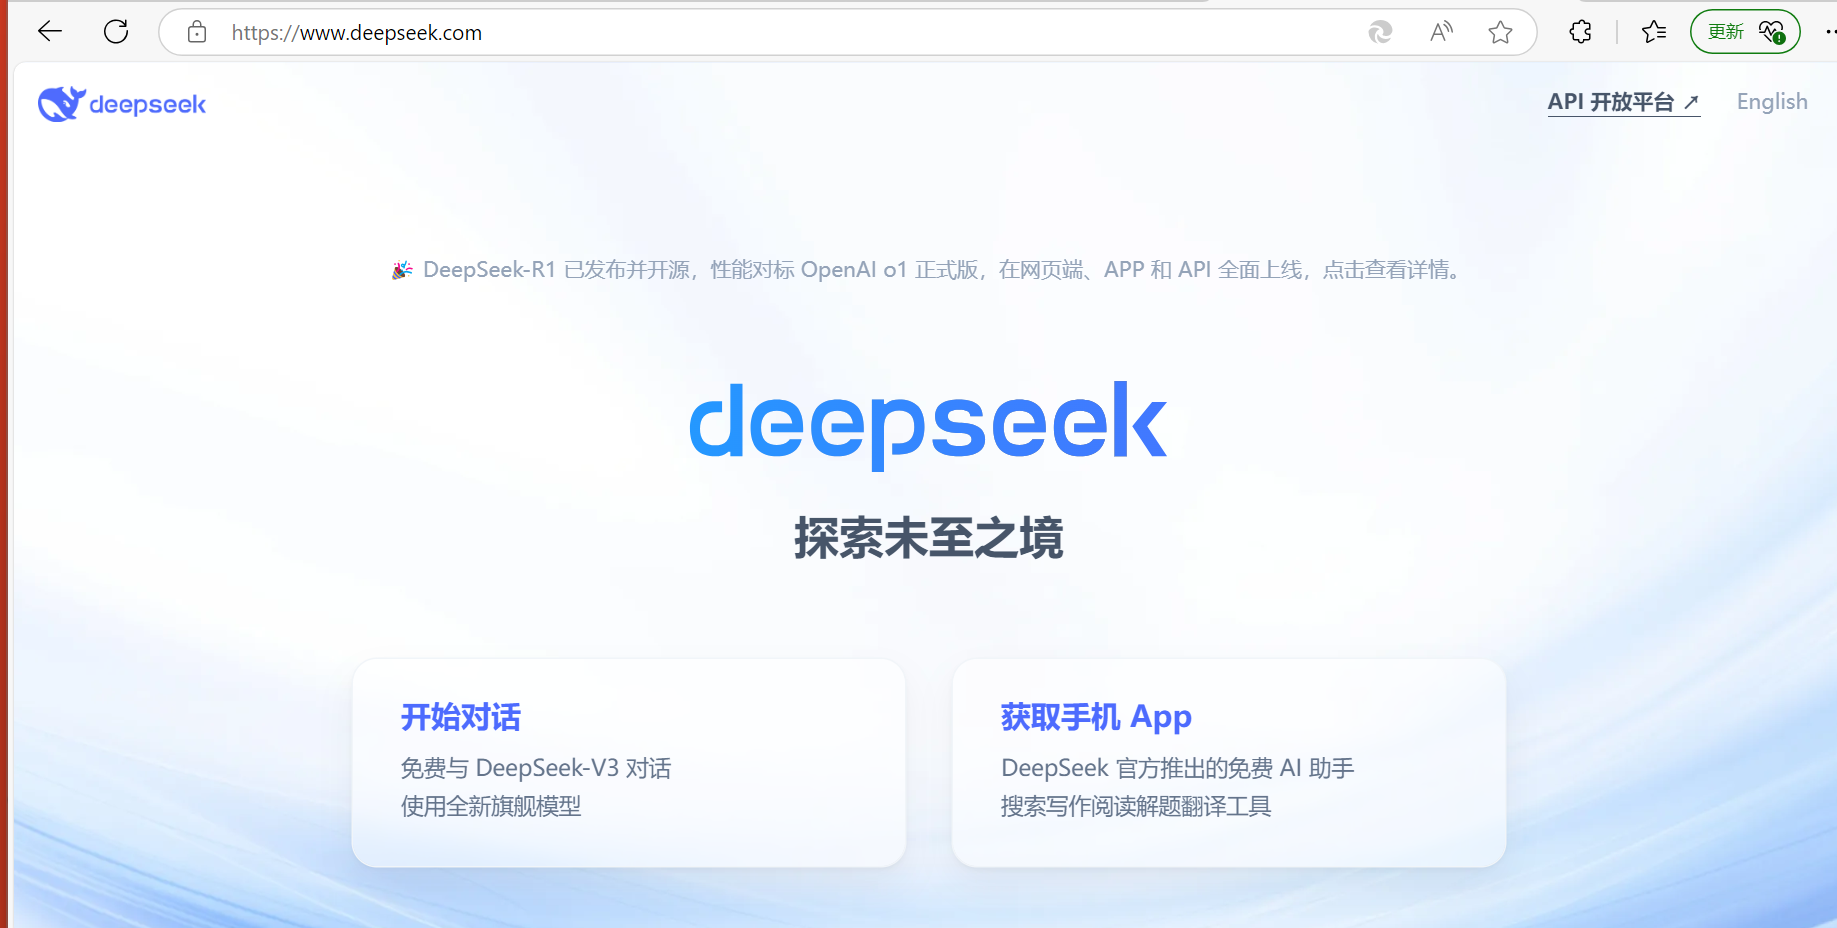 https://www.deepseek.com
更新
deepseek
API 开放平台
English
🎉 DeepSeek-R1 已发布并开源，性能对标 OpenAI o1 正式版，在网页端、APP 和 API 全面上线，点击查看详情。
deepseek
探索未至之境
开始对话
免费与 DeepSeek-V3 对话
使用全新旗舰模型
获取手机 App
DeepSeek 官方推出的免费 AI 助手
搜索写作阅读解题翻译工具